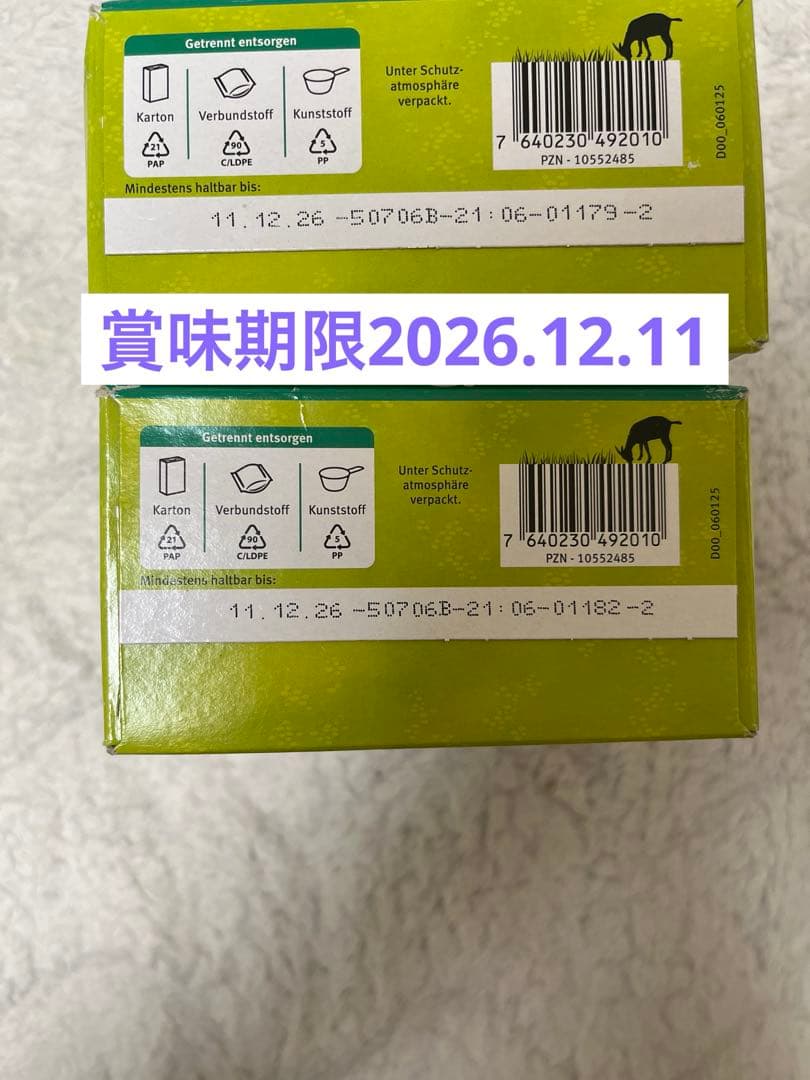 Getrennt entsorgen
Karton
Verbundstoff
Kunststoff
21
PAP
90
C/LDPE
5
PP
Unter Schutz-
atmosphäre
verpackt.
7 640230 492010
PZN - 10552485
D00_060125
Mindestens haltbar bis:
11.12.26 -50706B-21:06-01179-2
賞味期限2026.12.11
Getrennt entsorgen
Karton
Verbundstoff
Kunststoff
21
PAP
90
C/LDPE
5
PP
Unter Schutz-
atmosphäre
verpackt.
7 640230 492010
PZN - 10552485
D00_060125
Mindestens haltbar bis:
11.12.26 -50706B-21:06-01182-2